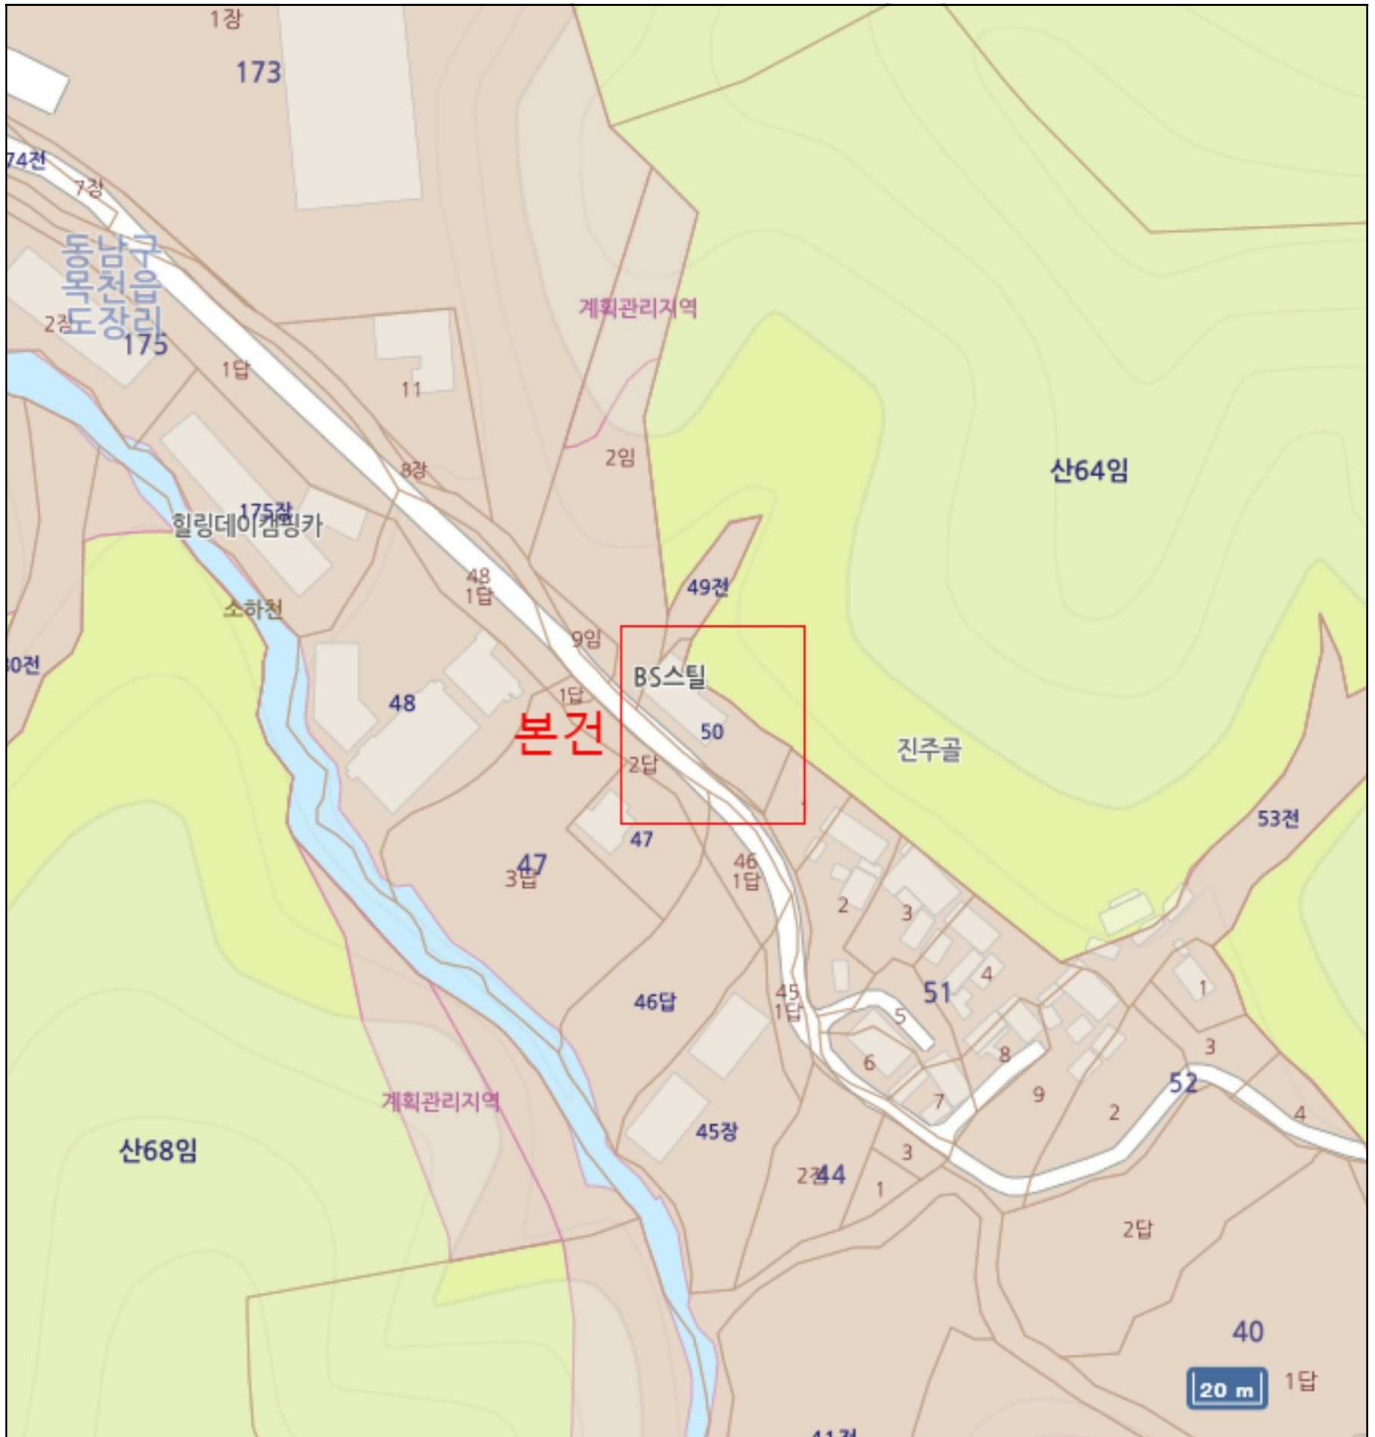 1장
173
74전
7장
동남구
목천읍
도장리
2장
175
계획관리지역
1답
11
8장
2임
산64임
175장
힐링데이캠핑카
48
1답
49전
소하천
9임
30전
BS스틸
1답
48
본건
50
진주골
2답
47
53전
46
1답
47
3답
2
3
4
51
1
46답
45
1답
5
3
8
6
52
9
계획관리지역
7
2
4
45장
산68임
3
44
1
2답
40
20 m
1답
41전